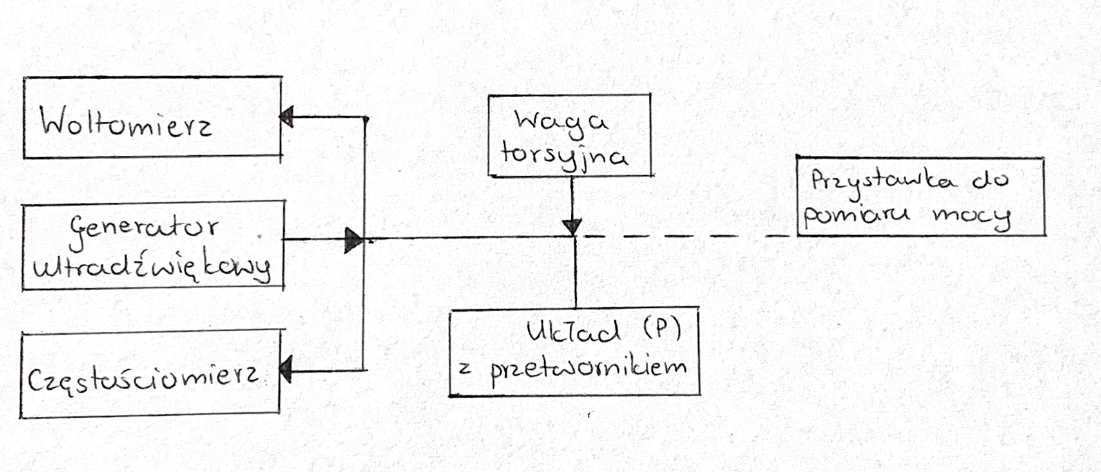 Woltomierz
Waga
torsyjna
Przystawka do
pomiaru mocy
Generator
ultradźwiękowy
Układ (P)
z przetwornikiem
Częstościomierz